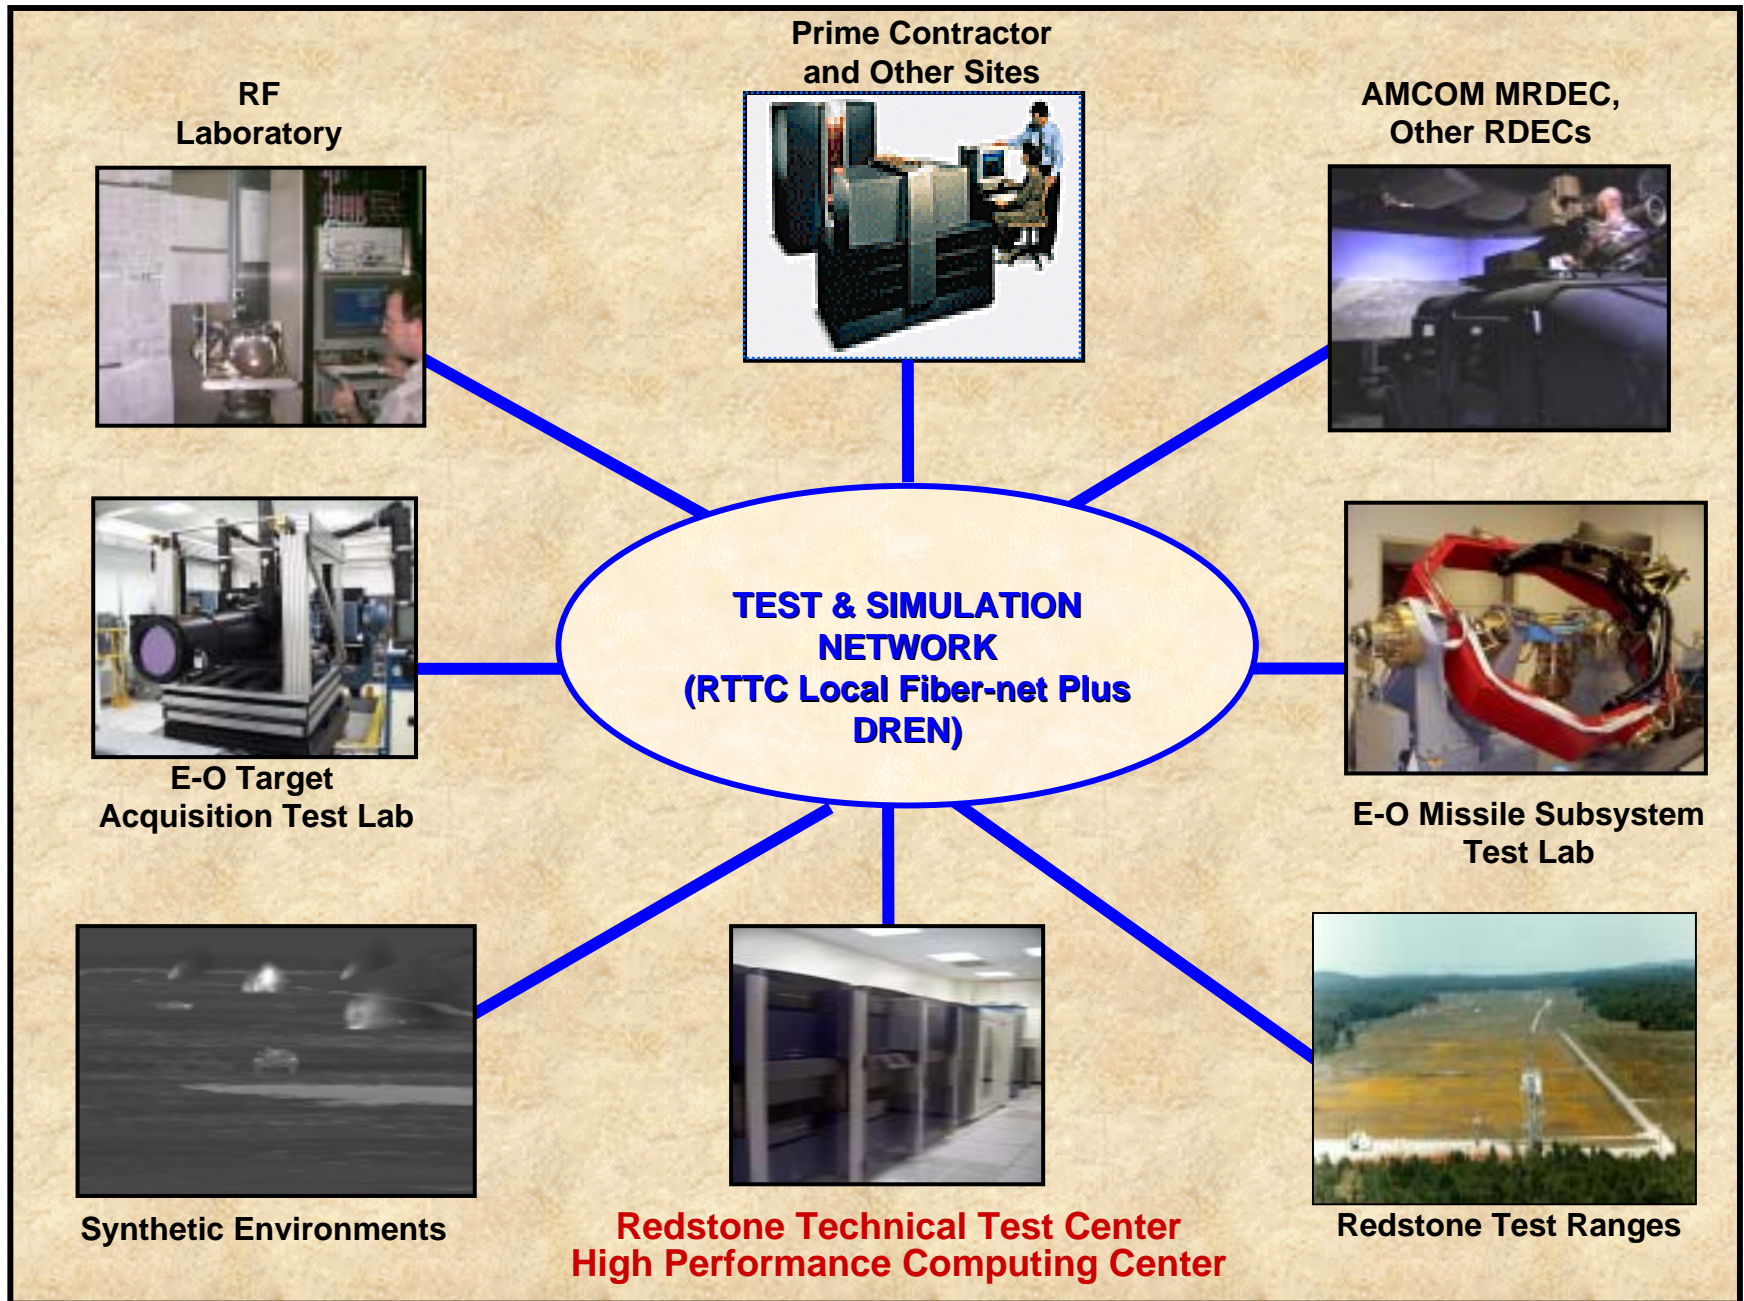 Prime Contractor
and Other Sites
RF
Laboratory
AMCOM MRDEC,
Other RDECs
TEST & SIMULATION
NETWORK
(RTTC Local Fiber-net Plus
DREN)
E-O Target
Acquisition Test Lab
E-O Missile Subsystem
Test Lab
Synthetic Environments
Redstone Technical Test Center
High Performance Computing Center
Redstone Test Ranges